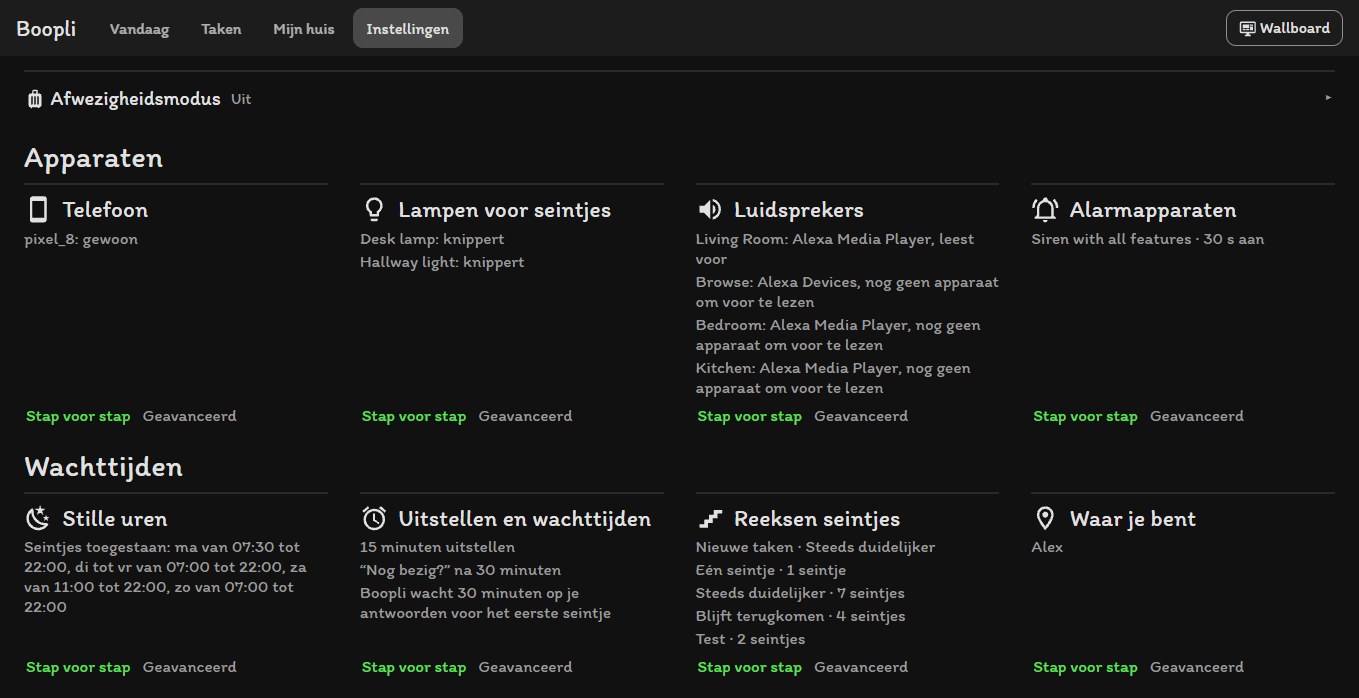 Boopli
Vandaag
Taken
Mijn huis
Instellingen
Wallboard
Afwezigheidsmodus Uit
Apparaten
Telefoon
pixel_8: gewoon
Stap voor stap Geavanceerd
Lampen voor seintjes
Desk lamp: knippert
Hallway light: knippert
Stap voor stap Geavanceerd
Luidsprekers
Living Room: Alexa Media Player, leest
voor
Browse: Alexa Devices, nog geen apparaat
om voor te lezen
Bedroom: Alexa Media Player, nog geen
apparaat om voor te lezen
Kitchen: Alexa Media Player, nog geen
apparaat om voor te lezen
Stap voor stap Geavanceerd
Alarmapparaten
Siren with all features · 30 s aan
Stap voor stap Geavanceerd
Wachttijden
Stille uren
Seintjes toegestaan: ma van 07:30 tot
22:00, di tot vr van 07:00 tot 22:00, za
van 11:00 tot 22:00, zo van 07:00 tot
22:00
Stap voor stap Geavanceerd
Uitstellen en wachttijden
15 minuten uitstellen
“Nog bezig?” na 30 minuten
Boopli wacht 30 minuten op je
antwoorden voor het eerste seintje
Stap voor stap Geavanceerd
Reeksen seintjes
Nieuwe taken · Steeds duidelijker
Eén seintje · 1 seintje
Steeds duidelijker · 7 seintjes
Blijft terugkomen · 4 seintjes
Test · 2 seintjes
Stap voor stap Geavanceerd
Waar je bent
Alex
Stap voor stap Geavanceerd